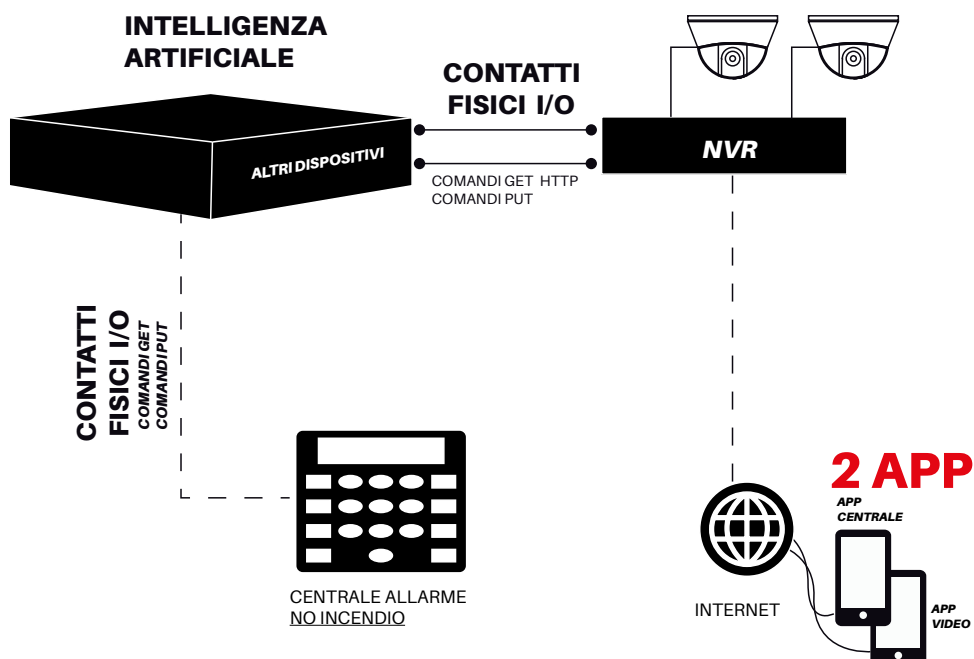 INTELLIGENZA
ARTIFICIALE
CONTATTI
FISICI I/O
ALTRI DISPOSITIVI
NVR
COMANDI GET HTTP
COMANDI PUT
CONTATTI
FISICI I/O
COMANDI GET
COMANDI PUT
2 APP
APP
CENTRALE
CENTRALE ALLARME
NO INCENDIO
INTERNET
APP
VIDEO